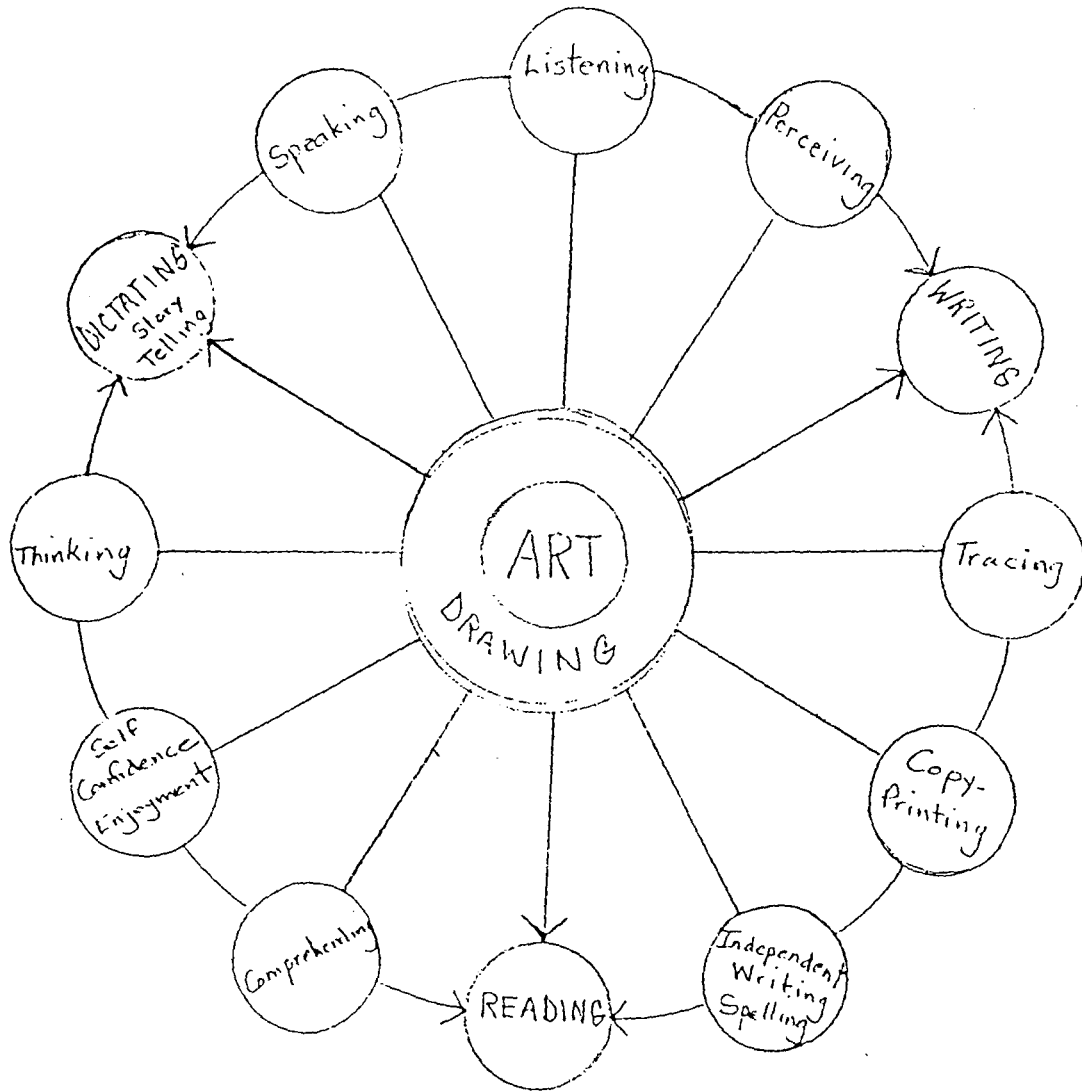 Listening
Speaking
Perceiving
DICTATING
Story
Telling
WRITING
Thinking
ART
DRAWING
Tracing
Self
Confidence
Enjoyment
Copy-
Printing
Comprehending
READING
Independent
Writing
Spelling